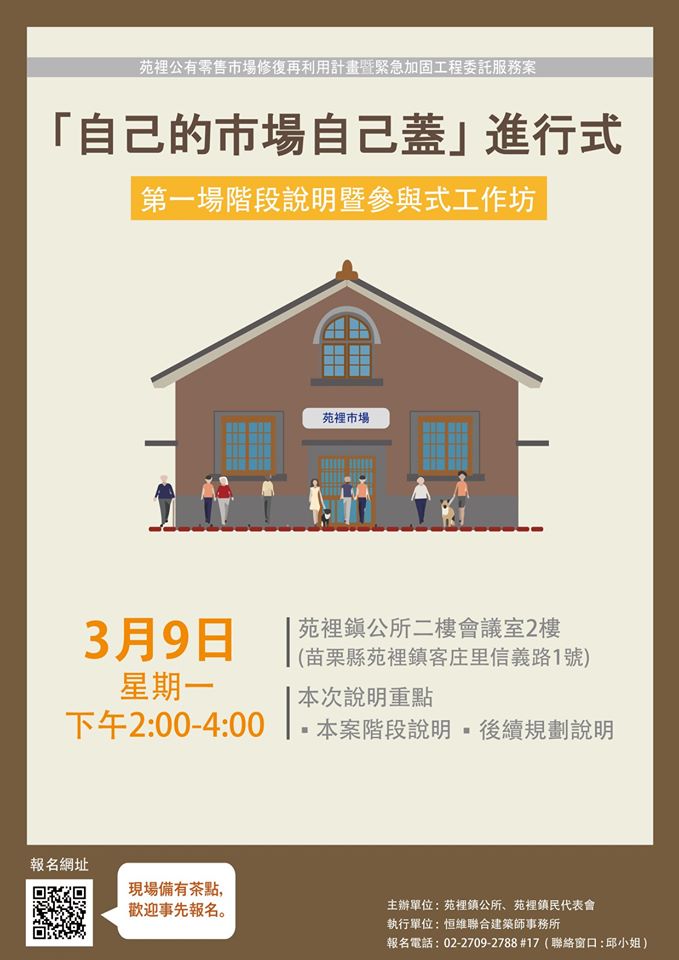 苑裡公有零售市場修復再利用計畫暨緊急加固工程委託服務案
「自己的市場自己蓋」進行式
第一場階段說明暨參與式工作坊
苑裡市場
3月9日
星期一
下午2:00-4:00
苑裡鎮公所二樓會議室2樓
(苗栗縣苑裡鎮客庄里信義路1號)
本次說明重點
▪本案階段說明 ▪後續規劃說明
報名網址
現場備有茶點,
歡迎事先報名。
主辦單位：苑裡鎮公所、苑裡鎮民代表會
執行單位：恒維聯合建築師事務所
報名電話：02-2709-2788 #17 (聯絡窗口:邱小姐)